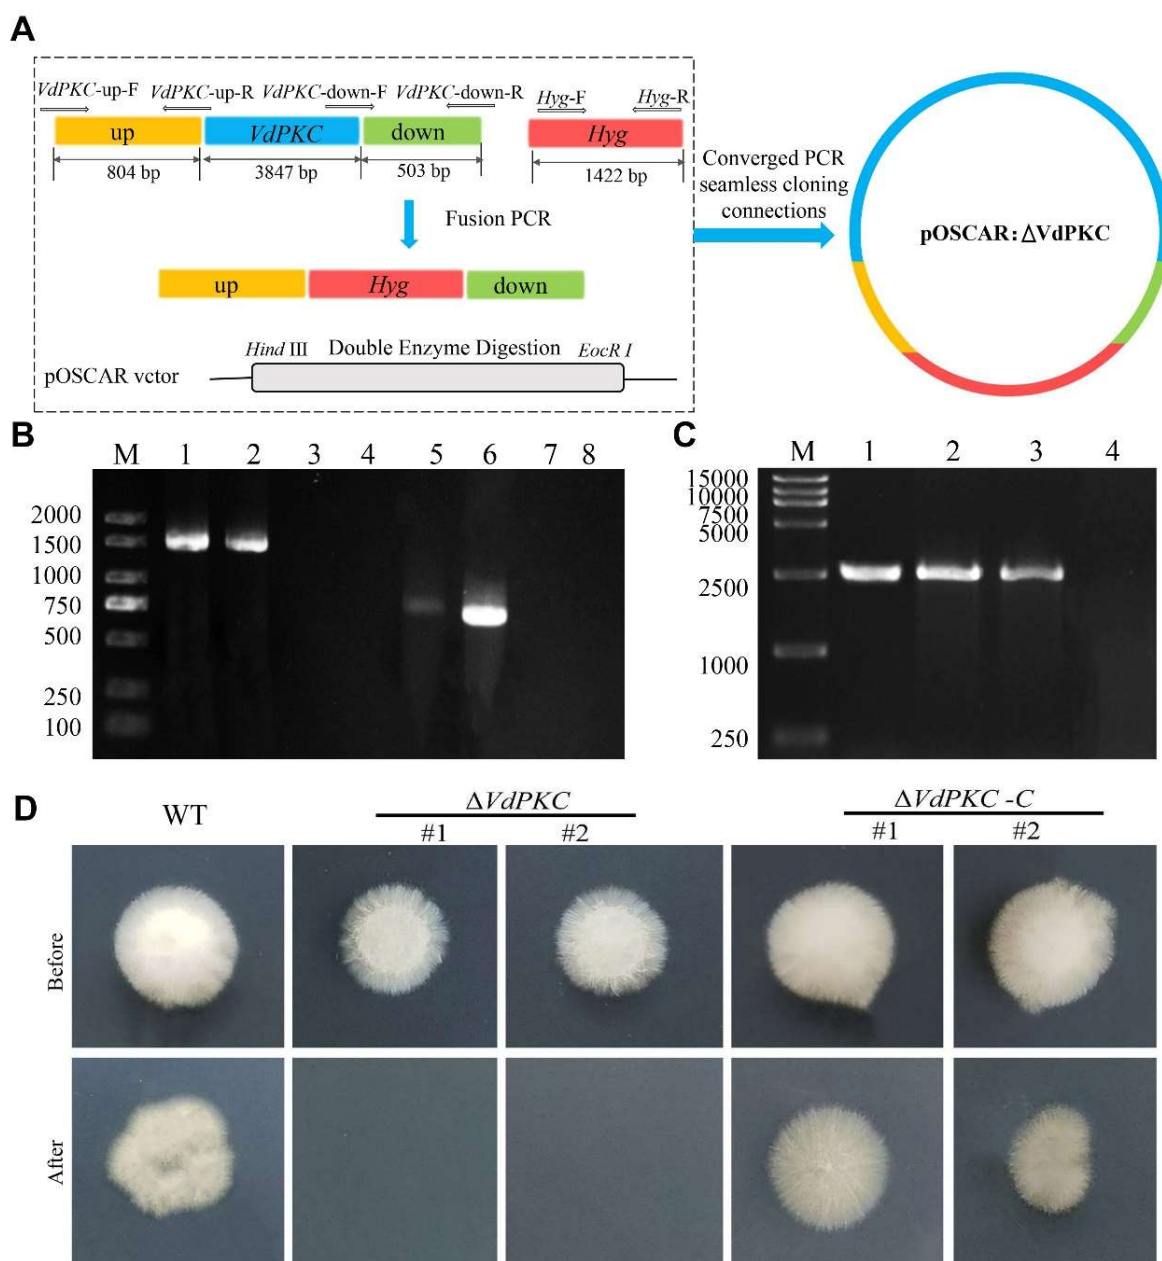 A
VdPKC-up-F
VdPKC-up-R
VdPKC-down-F
VdPKC-down-R
Hyg-F
Hyg-R
up
VdPKC
down
Hyg
804 bp
3847 bp
503 bp
1422 bp
Fusion PCR
up
Hyg
down
Hind III
Double Enzyme Digestion
EocR I
pOSCAR vctor
Converged PCR
seamless cloning
connections
pOSCAR: ΔVdPKC
B
M 1 2 3 4 5 6 7 8
2000
1500
1000
750
500
250
100
C
M 1 2 3 4
15000
10000
7500
5000
2500
1000
250
D
WT
ΔVdPKC
#1 #2
ΔVdPKC -C
#1 #2
Before
After